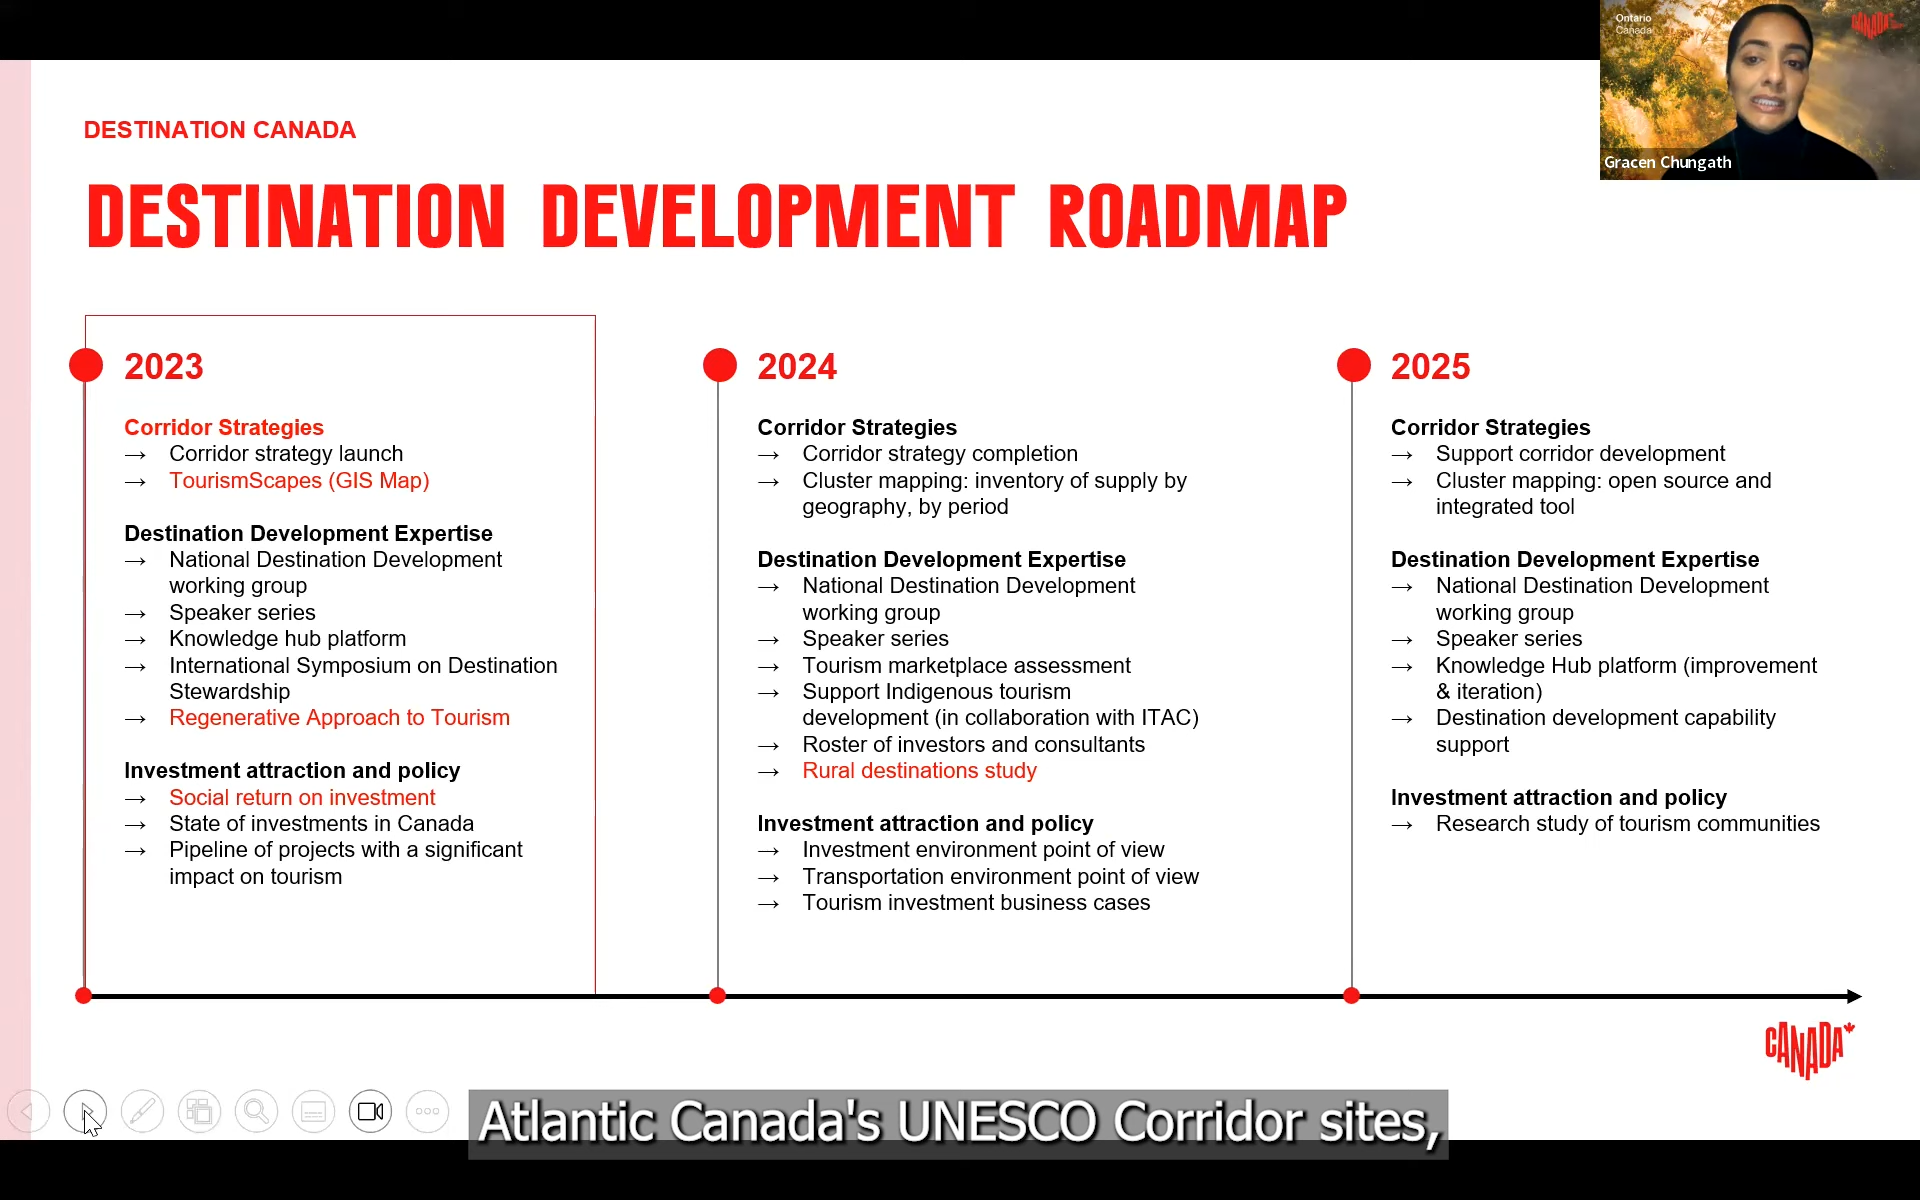 Ontario
Canada
CANADA
Gracen Chungath
DESTINATION CANADA
DESTINATION DEVELOPMENT ROADMAP
2023
Corridor Strategies
→ Corridor strategy launch
→ TourismScapes (GIS Map)
Destination Development Expertise
→ National Destination Development
working group
→ Speaker series
→ Knowledge hub platform
→ International Symposium on Destination
Stewardship
→ Regenerative Approach to Tourism
Investment attraction and policy
→ Social return on investment
→ State of investments in Canada
→ Pipeline of projects with a significant
impact on tourism
2024
Corridor Strategies
→ Corridor strategy completion
→ Cluster mapping: inventory of supply by
geography, by period
Destination Development Expertise
→ National Destination Development
working group
→ Speaker series
→ Tourism marketplace assessment
→ Support Indigenous tourism
development (in collaboration with ITAC)
→ Roster of investors and consultants
→ Rural destinations study
Investment attraction and policy
→ Investment environment point of view
→ Transportation environment point of view
→ Tourism investment business cases
2025
Corridor Strategies
→ Support corridor development
→ Cluster mapping: open source and
integrated tool
Destination Development Expertise
→ National Destination Development
working group
→ Speaker series
→ Knowledge Hub platform (improvement
& iteration)
→ Destination development capability
support
Investment attraction and policy
→ Research study of tourism communities
CANADA
Atlantic Canada's UNESCO Corridor sites,